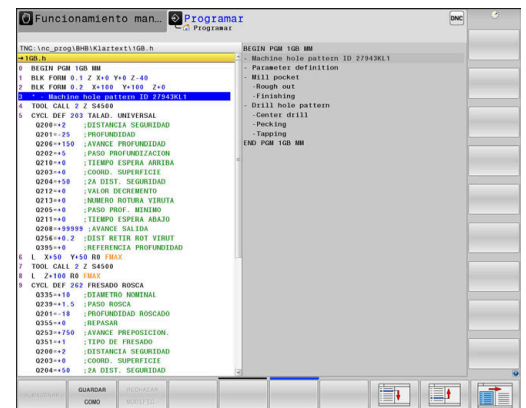 Funcionamiento man...
Programar
Programar
DNC
TNC:\nc_prog\BHB\Klartext\1GB.h
→1GB.h
0 BEGIN PGM 1GB MM
1 BLK FORM 0.1 Z X+0 Y+0 Z-40
2 BLK FORM 0.2 X+100 Y+100 Z+0
3 * - Machine hole pattern ID 27943KL1
4 TOOL CALL 2 Z S4500
5 CYCL DEF 203 TALAD. UNIVERSAL
Q200=+2 ;DISTANCIA SEGURIDAD
Q201=-25 ;PROFUNDIDAD
Q206=+150 ;AVANCE PROFUNDIDAD
Q202=+5 ;PASO PROFUNDIZACION
Q210=+0 ;TIEMPO ESPERA ARRIBA
Q203=+0 ;COORD. SUPERFICIE
Q204=+50 ;2A DIST. SEGURIDAD
Q212=+0 ;VALOR DECREMENTO
Q213=+0 ;NUMERO ROTURA VIRUTA
Q205=+0 ;PASO PROF. MINIMO
Q211=+0 ;TIEMPO ESPERA ABAJO
Q208=+99999 ;AVANCE SALIDA
Q256=+0.2 ;DIST RETIR ROT VIRUT
Q395=+0 ;REFERENCIA PROFUNDIDAD
6 L X+50 Y+50 R0 FMAX
7 TOOL CALL 2 Z S4500
8 L Z+100 R0 FMAX
9 CYCL DEF 262 FRESADO ROSCA
Q335=+10 ;DIAMETRO NOMINAL
Q239=+1.5 ;PASO ROSCA
Q201=-18 ;PROFUNDIDAD ROSCADO
Q355=+0 ;REPASAR
Q253=+750 ;AVANCE PREPOSICION.
Q351=+1 ;TIPO DE FRESADO
Q200=+2 ;DISTANCIA SEGURIDAD
Q203=+0 ;COORD. SUPERFICIE
Q204=+50 ;2A DIST. SEGURIDAD
BEGIN PGM 1GB MM
- Machine hole pattern ID 27943KL1
- Parameter definition
- Mill pocket
-Rough out
-Finishing
- Drill hole pattern
-Center drill
-Pecking
-Tapping
END PGM 1GB MM
GUARDAR
COMO